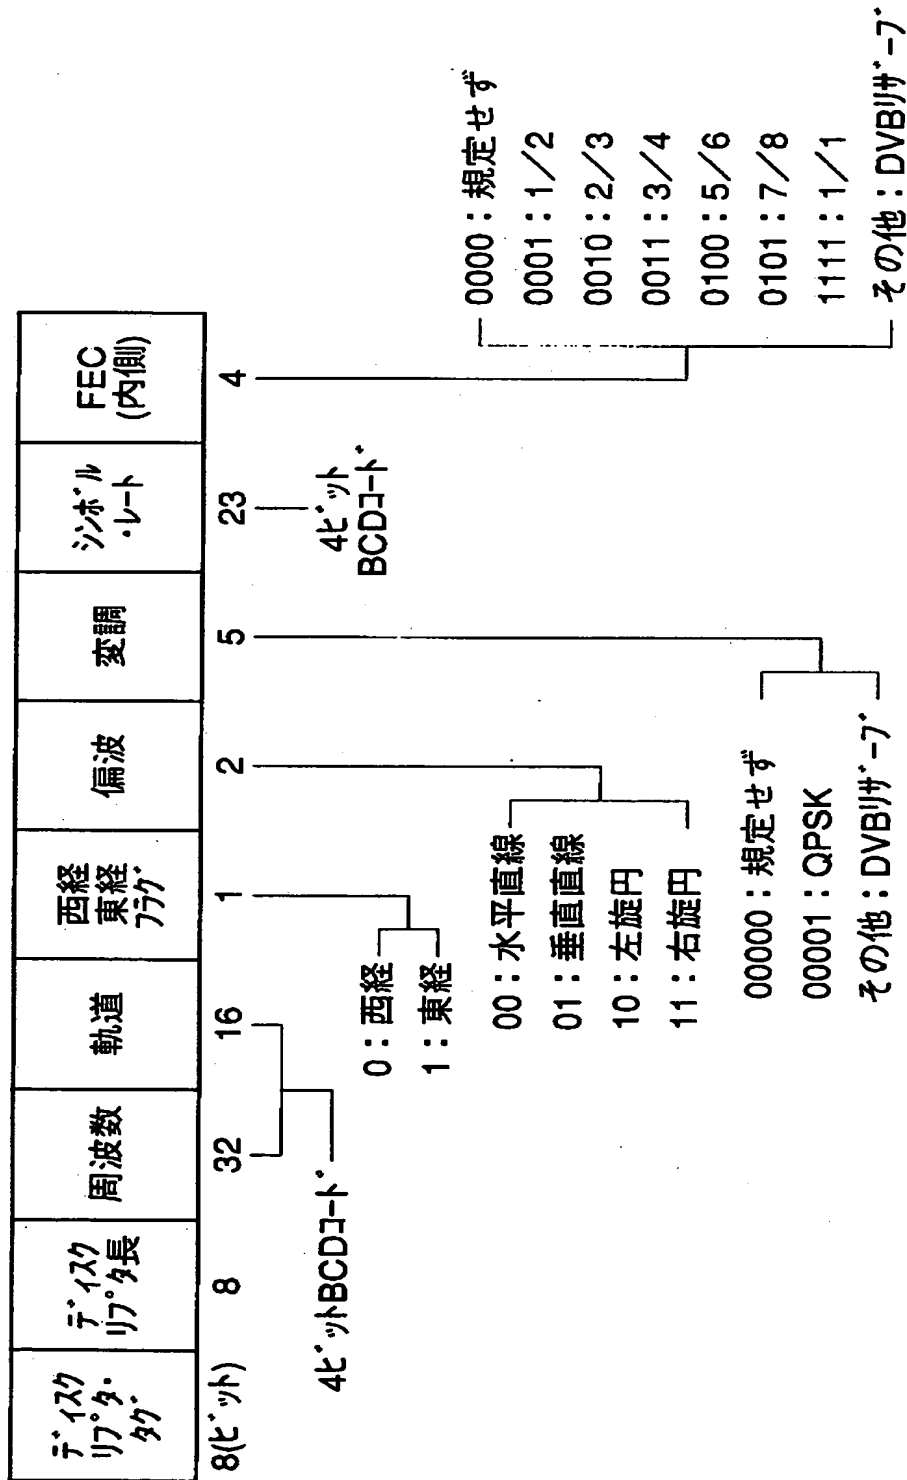 ディスク
リプタ・
タグ
ディスク
リプタ長
周波数
軌道
西経
東経
フラグ
偏波
変調
シンボル
・レート
FEC
(内側)
8(ビット)
8
32
16
1
2
5
23
4
4ビットBCDコード
0：西経
1：東経
00：水平直線
01：垂直直線
10：左旋円
11：右旋円
00000：規定せず
00001：QPSK
その他：DVBリザーブ
4ビット
BCDコード
0000：規定せず
0001：1/2
0010：2/3
0011：3/4
0100：5/6
0101：7/8
1111：1/1
その他：DVBリザーブ